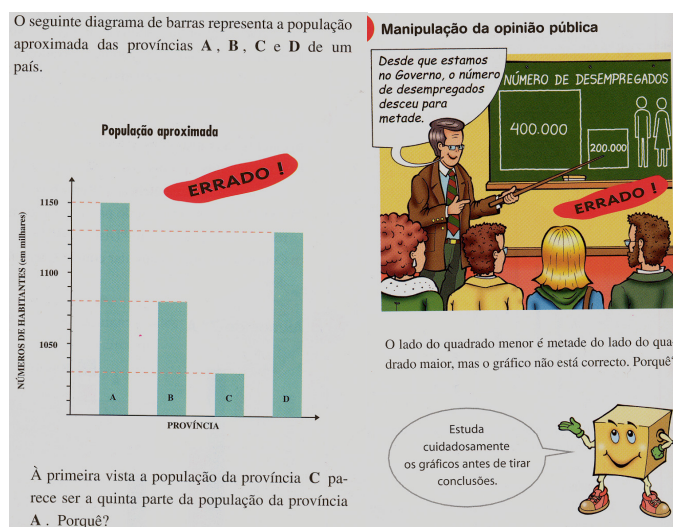 O seguinte diagrama de barras representa a população
aproximada das províncias A , B , C e D de um
país.
População aproximada
ERRADO !
1150
1100
1050
NÚMEROS DE HABITANTES (em milhares)
A
B
C
D
PROVÍNCIA
À primeira vista a população da província C pa-
rece ser a quinta parte da população da província
A . Porquê?
Manipulação da opinião pública
Desde que estamos
no Governo, o número
de desempregados
desceu para
metade.
NÚMERO DE DESEMPREGADOS
400.000
200.000
ERRADO !
O lado do quadrado menor é metade do lado do qua-
drado maior, mas o gráfico não está correcto. Porquê?
Estuda
cuidadosamente
os gráficos antes de tirar
conclusões.